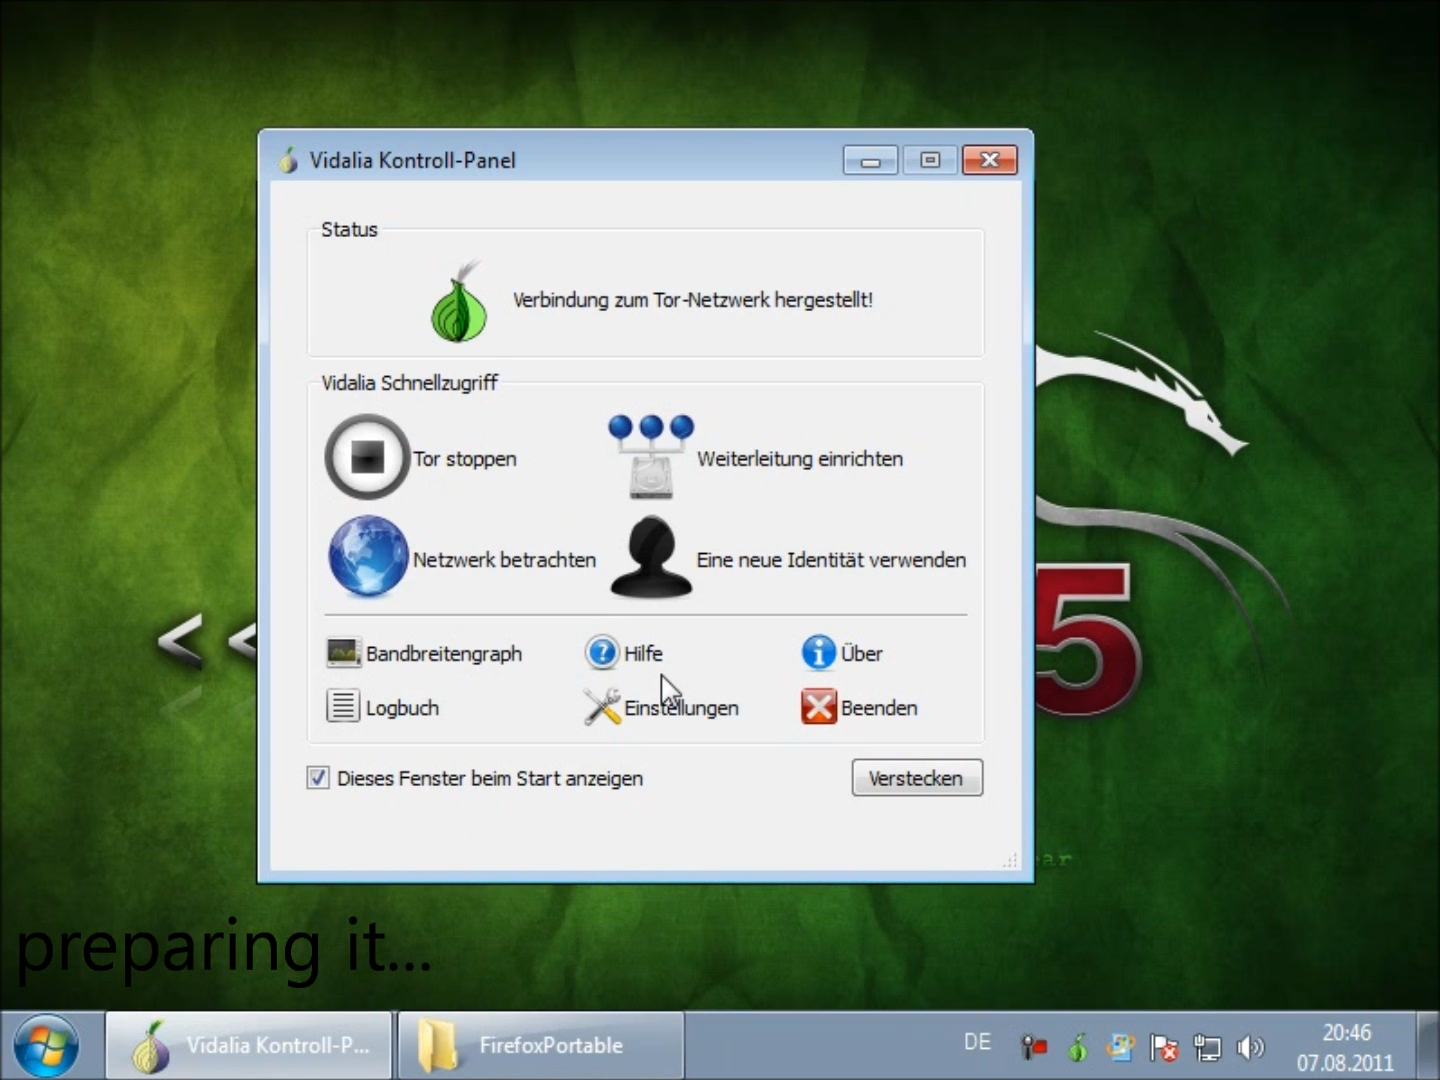 Vidalia Kontroll-Panel
Status
Verbindung zum Tor-Netzwerk hergestellt!
Vidalia Schnellzugriff
Tor stoppen
Weiterleitung einrichten
Netzwerk betrachten
Eine neue Identität verwenden
Bandbreitengraph
Hilfe
Über
Logbuch
Einstellungen
Beenden
Dieses Fenster beim Start anzeigen
Verstecken
<<
5
preparing it...
Vidalia Kontroll-P...
FirefoxPortable
DE
20:46
07.08.2011